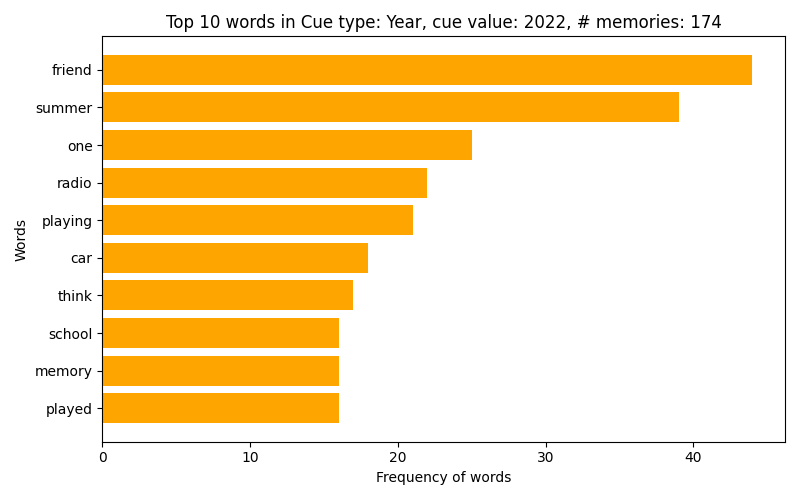 Top 10 words in Cue type: Year, cue value: 2022, # memories: 174
friend
summer
one
radio
playing
car
think
school
memory
played
Words
0 10 20 30 40
Frequency of words